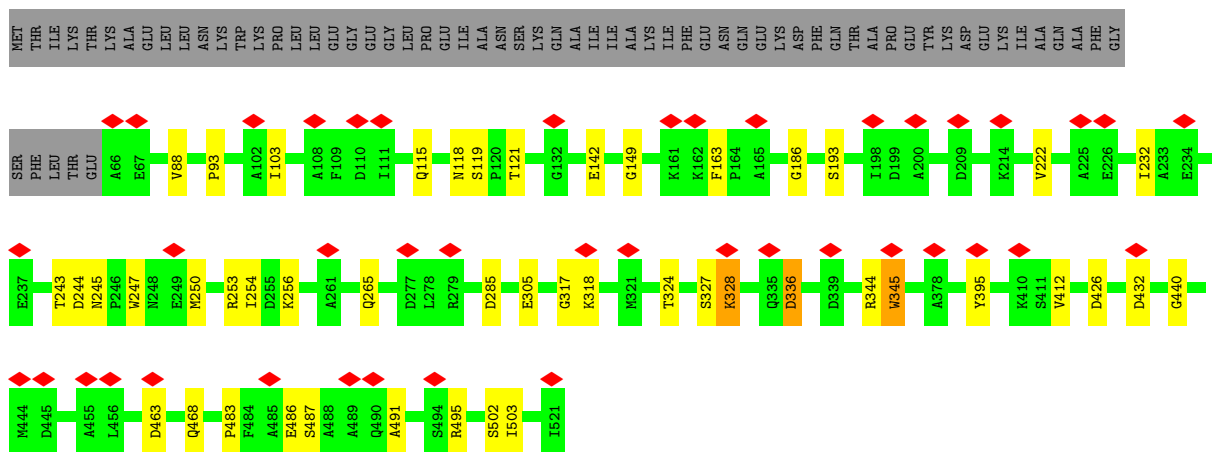 MET THR ILE LYS THR LYS ALA GLU LEU LEU ASN LYS TRP LYS PRO LEU LEU GLU GLY GLU GLY LEU PRO GLU ILE ALA ASN SER LYS GLN ALA ILE ILE ALA LYS ILE PHE GLU ASN GLN GLU LYS ASP PHE GLN THR ALA PRO GLU TYR LYS ASP GLU LYS ILE ALA GLN ALA PHE GLY
SER PHE LEU THR GLU A66 E67 V88 P93 A102 I103 A108 F109 D110 I111 Q115 N118 S119 P120 T121 G132 E142 G149 K161 K162 F163 P164 A165 G186 S193 I198 D199 A200 D209 K214 V222 A225 E226 I232 A233 E234
E237 T243 D244 N245 P246 W247 N248 E249 M250 R253 I254 D255 K256 A261 Q265 D277 L278 R279 D285 E305 G317 K318 M321 T324 S327 K328 Q335 D336 D339 R344 W345 A378 Y395 K410 S411 V412 D426 D432 G440
M444 D445 A455 L456 D463 Q468 P483 F484 A485 E486 S487 A488 A489 Q490 A491 S494 R495 S502 I503 I521